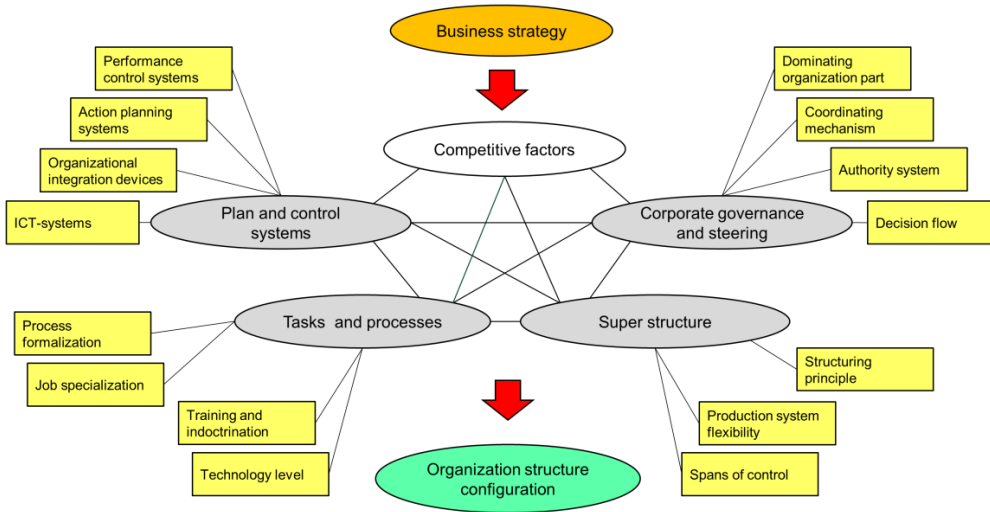 Business strategy
Performance
control systems
Dominating
organization part
Action planning
systems
Coordinating
mechanism
Competitive factors
Organizational
integration devices
Authority system
ICT-systems
Plan and control
systems
Corporate governance
and steering
Decision flow
Tasks and processes
Super structure
Process
formalization
Job specialization
Structuring
principle
Training and
indoctrination
Production system
flexibility
Technology level
Organization structure
configuration
Spans of control